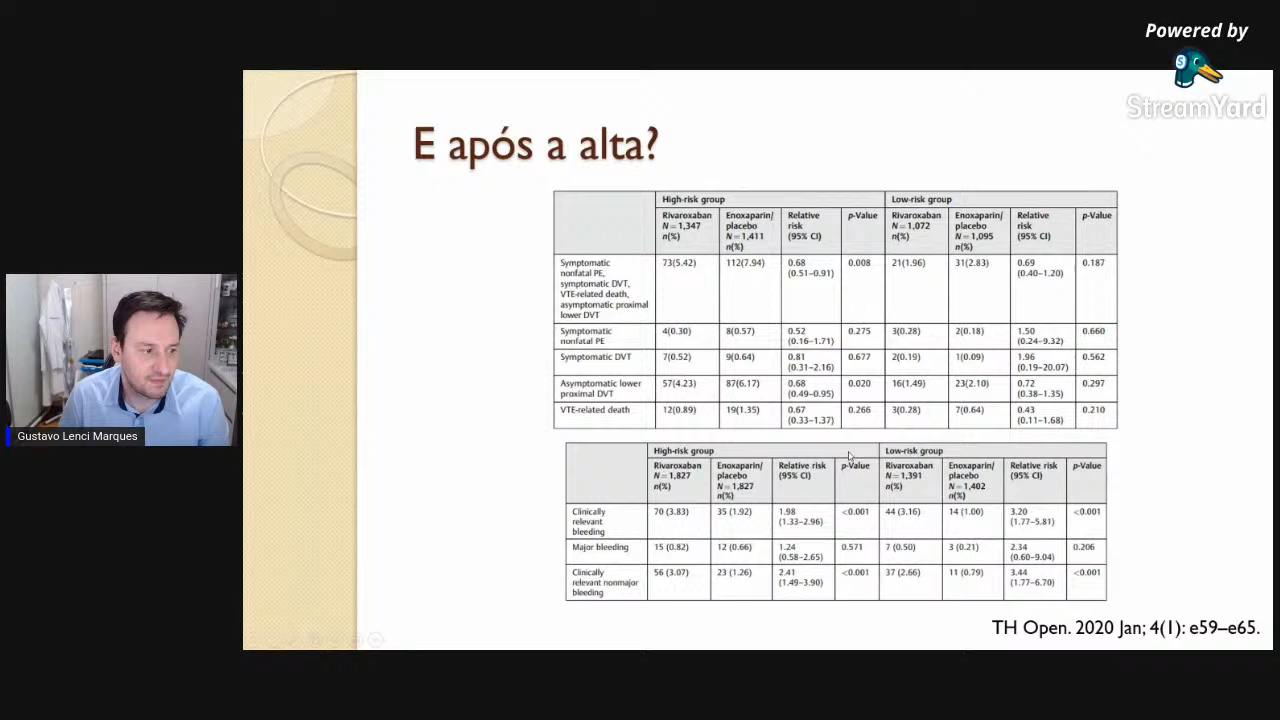 Powered by
StreamYard
E após a alta?
High-risk group Low-risk group
Rivaroxaban N = 1,347 n(%) Enoxaparin/placebo N = 1,411 n(%) Relative risk (95% CI) p-Value Rivaroxaban N = 1,072 n(%) Enoxaparin/placebo N = 1,095 n(%) Relative risk (95% CI) p-Value
Symptomatic nonfatal PE, symptomatic DVT, VTE-related death, asymptomatic proximal lower DVT 73(5.42) 112(7.94) 0.68 (0.51–0.91) 0.008 21(1.96) 31(2.83) 0.69 (0.40–1.20) 0.187
Symptomatic nonfatal PE 4(0.30) 8(0.57) 0.52 (0.16–1.71) 0.275 3(0.28) 2(0.18) 1.50 (0.24–9.32) 0.660
Symptomatic DVT 7(0.52) 9(0.64) 0.81 (0.31–2.16) 0.677 2(0.19) 1(0.09) 1.96 (0.19–20.07) 0.562
Asymptomatic lower proximal DVT 57(4.23) 87(6.17) 0.68 (0.49–0.95) 0.020 16(1.49) 23(2.10) 0.72 (0.38–1.35) 0.297
VTE-related death 12(0.89) 19(1.35) 0.67 (0.33–1.37) 0.266 3(0.28) 7(0.64) 0.43 (0.11–1.68) 0.210
High-risk group Low-risk group
Rivaroxaban N = 1,827 n(%) Enoxaparin/placebo N = 1,827 n(%) Relative risk (95% CI) p-Value Rivaroxaban N = 1,391 n(%) Enoxaparin/placebo N = 1,402 n(%) Relative risk (95% CI) p-Value
Clinically relevant bleeding 70 (3.83) 35 (1.92) 1.98 (1.33–2.96) <0.001 44 (3.16) 14 (1.00) 3.20 (1.77–5.81) <0.001
Major bleeding 15 (0.82) 12 (0.66) 1.24 (0.58–2.65) 0.571 7 (0.50) 3 (0.21) 2.34 (0.60–9.04) 0.206
Clinically relevant nonmajor bleeding 56 (3.07) 23 (1.26) 2.41 (1.49–3.90) <0.001 37 (2.66) 11 (0.79) 3.44 (1.77–6.70) <0.001
TH Open. 2020 Jan; 4(1): e59–e65.
Gustavo Lenci Marques